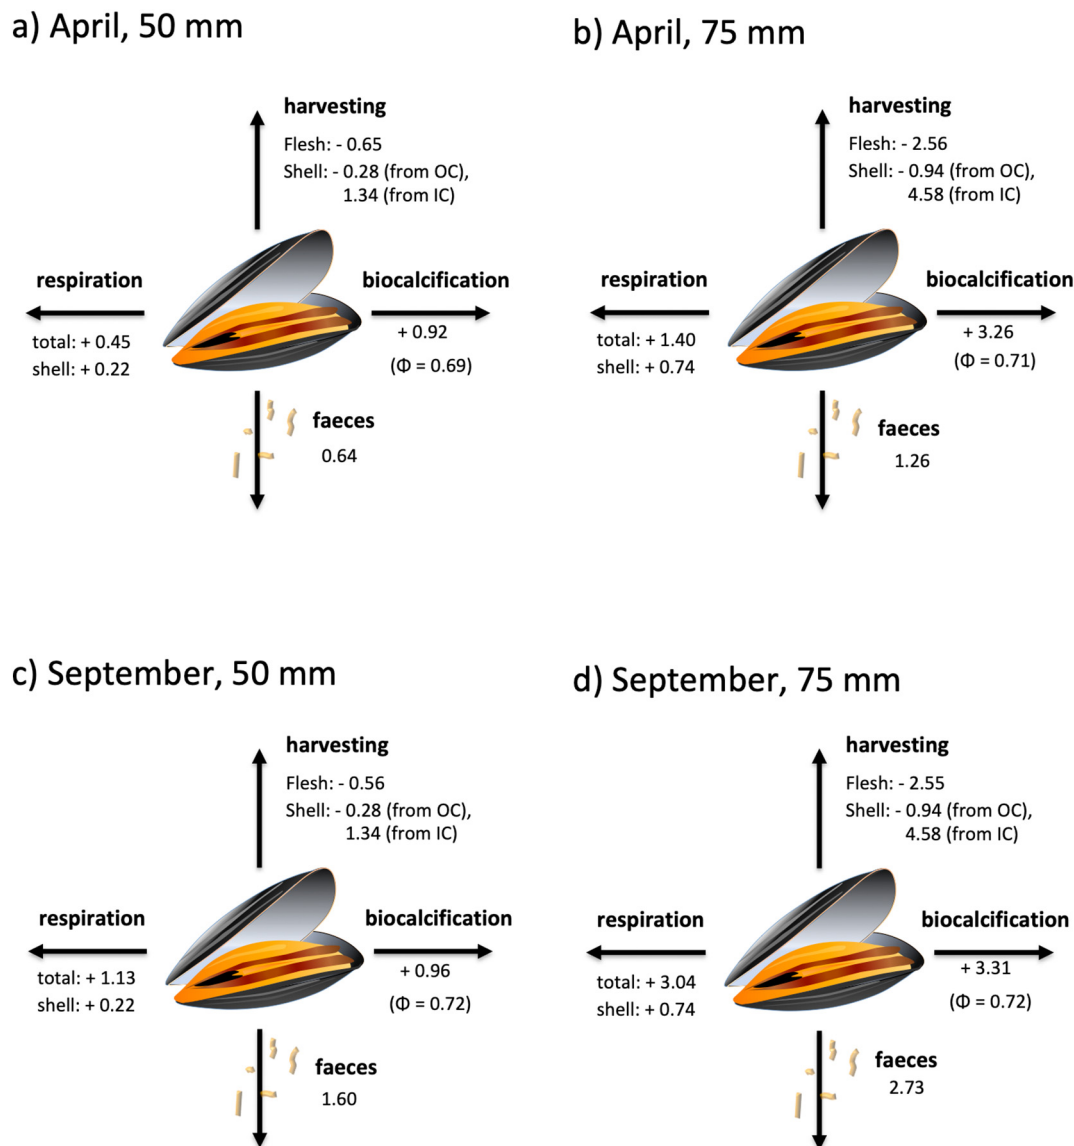 a) April, 50 mm
harvesting
Flesh: - 0.65
Shell: - 0.28 (from OC),
1.34 (from IC)
respiration
total: + 0.45
shell: + 0.22
biocalcification
+ 0.92
(Φ = 0.69)
faeces
0.64
b) April, 75 mm
harvesting
Flesh: - 2.56
Shell: - 0.94 (from OC),
4.58 (from IC)
respiration
total: + 1.40
shell: + 0.74
biocalcification
+ 3.26
(Φ = 0.71)
faeces
1.26
c) September, 50 mm
harvesting
Flesh: - 0.56
Shell: - 0.28 (from OC),
1.34 (from IC)
respiration
total: + 1.13
shell: + 0.22
biocalcification
+ 0.96
(Φ = 0.72)
faeces
1.60
d) September, 75 mm
harvesting
Flesh: - 2.55
Shell: - 0.94 (from OC),
4.58 (from IC)
respiration
total: + 3.04
shell: + 0.74
biocalcification
+ 3.31
(Φ = 0.72)
faeces
2.73